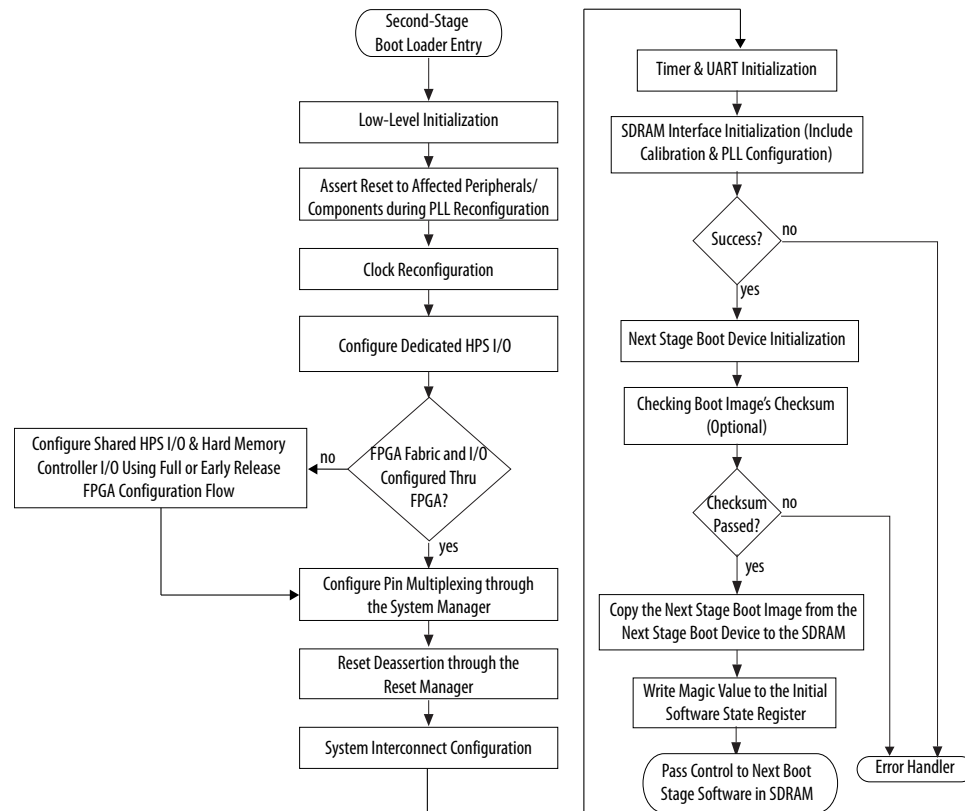 Second-Stage
Boot Loader Entry
Low-Level Initialization
Assert Reset to Affected Peripherals/
Components during PLL Reconfiguration
Clock Reconfiguration
Configure Dedicated HPS I/O
FPGA Fabric and I/O
Configured Thru
FPGA?
no
yes
Configure Shared HPS I/O & Hard Memory
Controller I/O Using Full or Early Release
FPGA Configuration Flow
Configure Pin Multiplexing through
the System Manager
Reset Deassertion through the
Reset Manager
System Interconnect Configuration
Timer & UART Initialization
SDRAM Interface Initialization (Include
Calibration & PLL Configuration)
Success?
no
yes
Next Stage Boot Device Initialization
Checking Boot Image's Checksum
(Optional)
Checksum
Passed?
no
yes
Copy the Next Stage Boot Image from the
Next Stage Boot Device to the SDRAM
Write Magic Value to the Initial
Software State Register
Pass Control to Next Boot
Stage Software in SDRAM
Error Handler